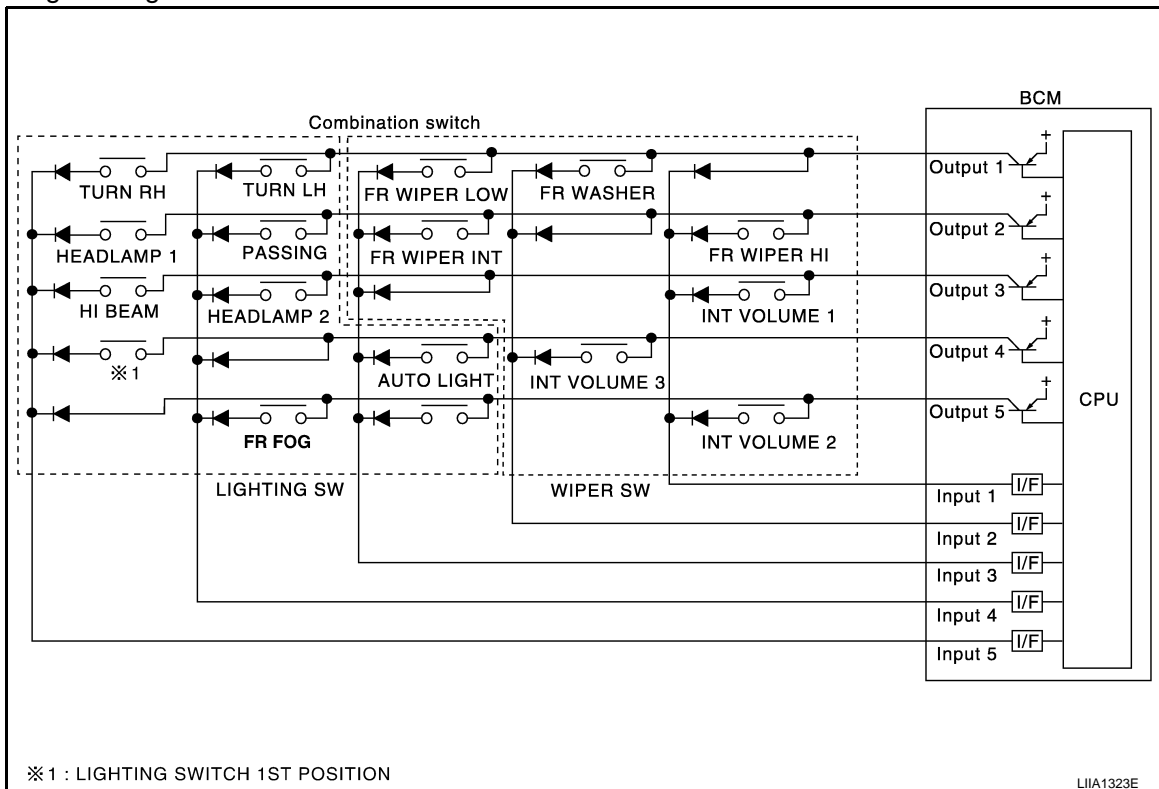 BCM
Combination switch
Output 1
TURN RH
TURN LH
FR WIPER LOW
FR WASHER
Output 2
HEADLAMP 1
PASSING
FR WIPER INT
FR WIPER HI
Output 3
HI BEAM
HEADLAMP 2
INT VOLUME 1
Output 4
※1
AUTO LIGHT
INT VOLUME 3
CPU
Output 5
FR FOG
INT VOLUME 2
LIGHTING SW
WIPER SW
Input 1
I/F
Input 2
I/F
Input 3
I/F
Input 4
I/F
Input 5
I/F
+
+
+
+
+
※1 : LIGHTING SWITCH 1ST POSITION
LIIA1323E